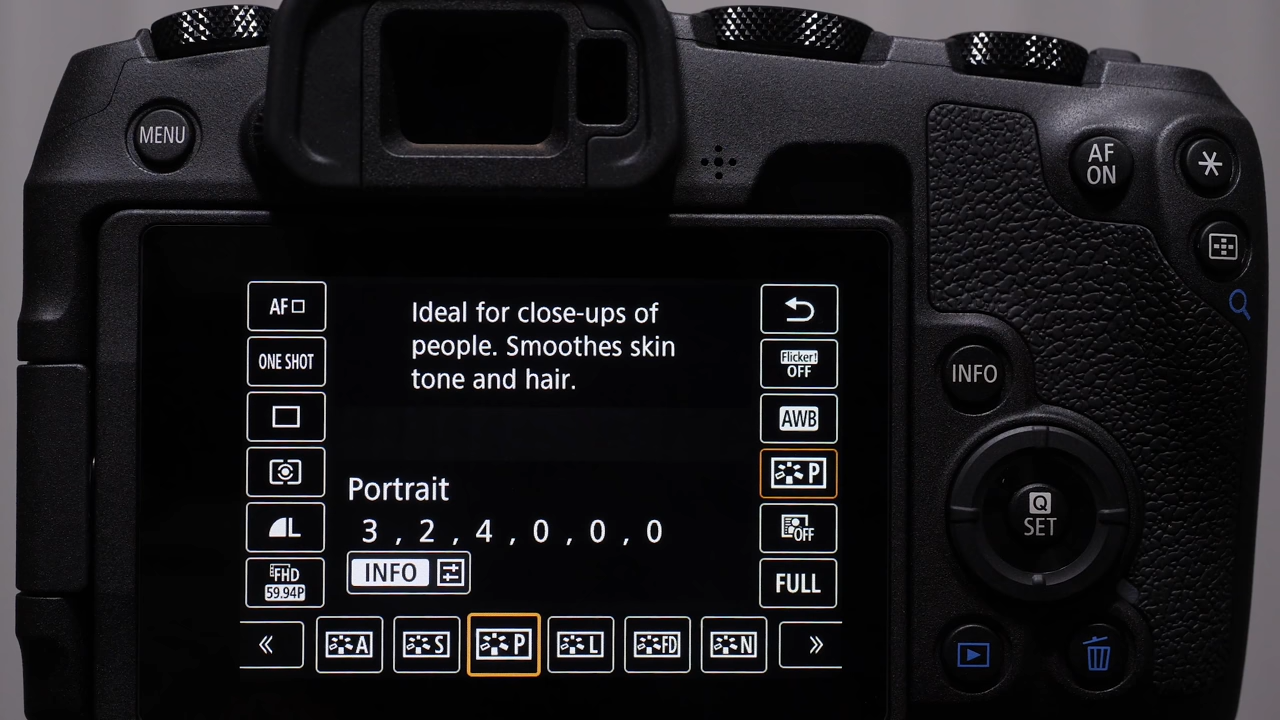 MENU
AF
ON
AF
Ideal for close-ups of
people. Smoothes skin
tone and hair.
ONE SHOT
Flicker!
OFF
AWB
INFO
P
Portrait
3 , 2 , 4 , 0 , 0 , 0
Q
SET
L
OFF
INFO
FHD
59.94P
FULL
« A S P L FD N »